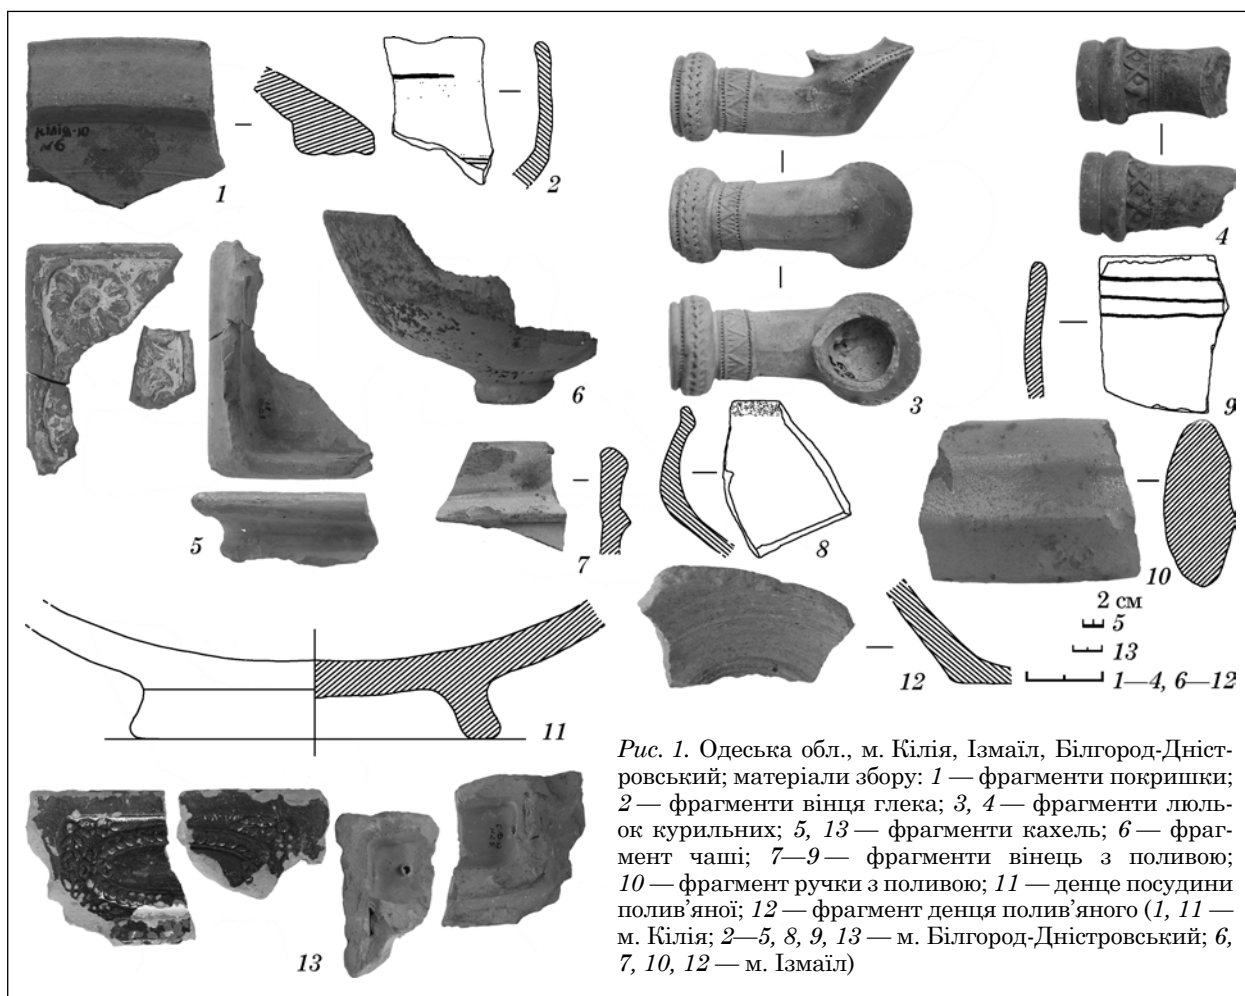 Кілія-10
№6
1
2
3
4
5
6
7
8
9
10
11
12
13
2 см
5
13
1—4, 6—12
Рис. 1. Одеська обл., м. Кілія, Ізмаїл, Білгород-Дніст-
ровський; матеріали збору: 1 — фрагменти покришки;
2 — фрагменти вінця глека; 3, 4 — фрагменти люль-
ок курильних; 5, 13 — фрагменти кахель; 6 — фраг-
мент чаші; 7—9 — фрагменти вінець з поливою;
10 — фрагмент ручки з поливою; 11 — денце посудини
полив’яної; 12 — фрагмент денця полив’яного (1, 11 —
м. Кілія; 2—5, 8, 9, 13 — м. Білгород-Дністровський; 6,
7, 10, 12 — м. Ізмаїл)